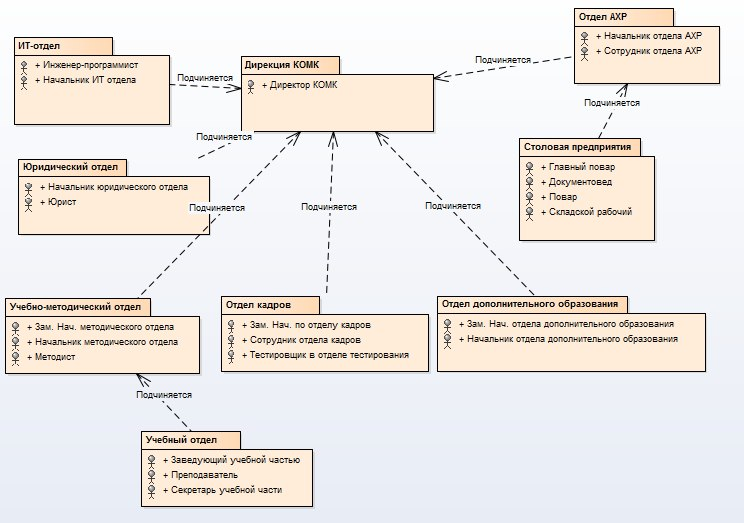 Отдел АХР
+ Начальник отдела АХР
+ Сотрудник отдела АХР
ИТ-отдел
+ Инженер-программист
+ Начальник ИТ отдела
Дирекция КОМК
+ Директор КОМК
Подчиняется
Подчиняется
Подчиняется
Подчиняется
Столовая предприятия
+ Главный повар
+ Документовед
+ Повар
+ Складской рабочий
Юридический отдел
+ Начальник юридического отдела
+ Юрист
Подчиняется
Подчиняется
Подчиняется
Учебно-методический отдел
+ Зам. Нач. методического отдела
+ Начальник методического отдела
+ Методист
Отдел кадров
+ Зам. Нач. по отделу кадров
+ Сотрудник отдела кадров
+ Тестировщик в отделе тестирования
Отдел дополнительного образования
+ Зам. Нач. отдела дополнительного образования
+ Начальник отдела дополнительного образования
Подчиняется
Учебный отдел
+ Заведующий учебной частью
+ Преподаватель
+ Секретарь учебной части